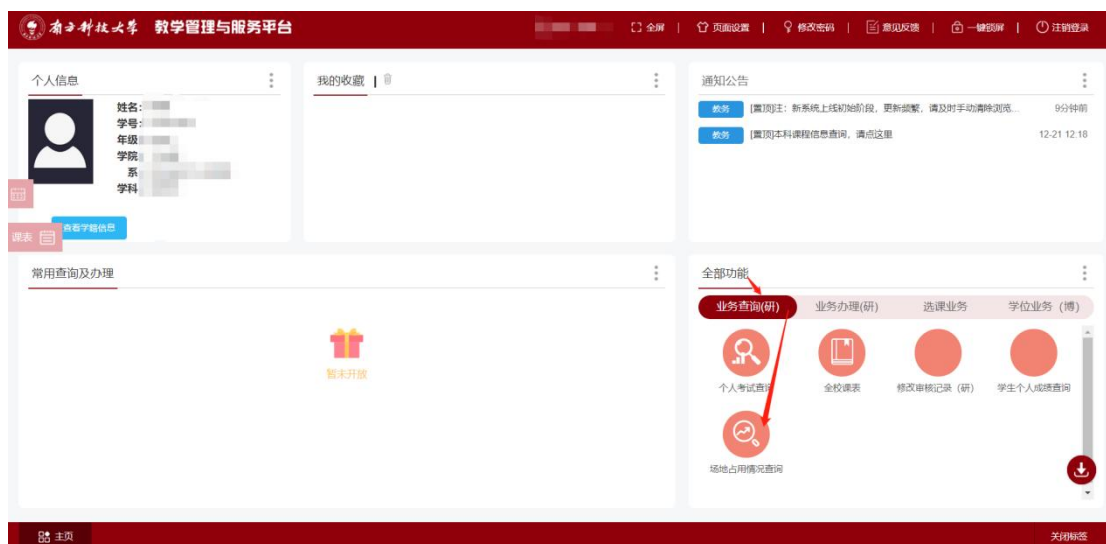 南方科技大学 教学管理与服务平台
全屏 | 页面设置 | 修改密码 | 意见反馈 | 一键锁屏 | 注销登录
个人信息
姓名:
学号:
年级
学院
系
学科
查看学籍信息
课表
我的收藏 |
通知公告
教务 [置顶]注:新系统上线初始阶段,更新频繁,请及时手动清除浏览... 9分钟前
教务 [置顶]本科课程信息查询,请点这里 12-21 12:18
常用查询及办理
暂未开放
全部功能
业务查询(研) 业务办理(研) 选课业务 学位业务 (博)
个人考试查询 全校课表 修改审核记录 (研) 学生个人成绩查询
场地占用情况查询
主页 关闭标签